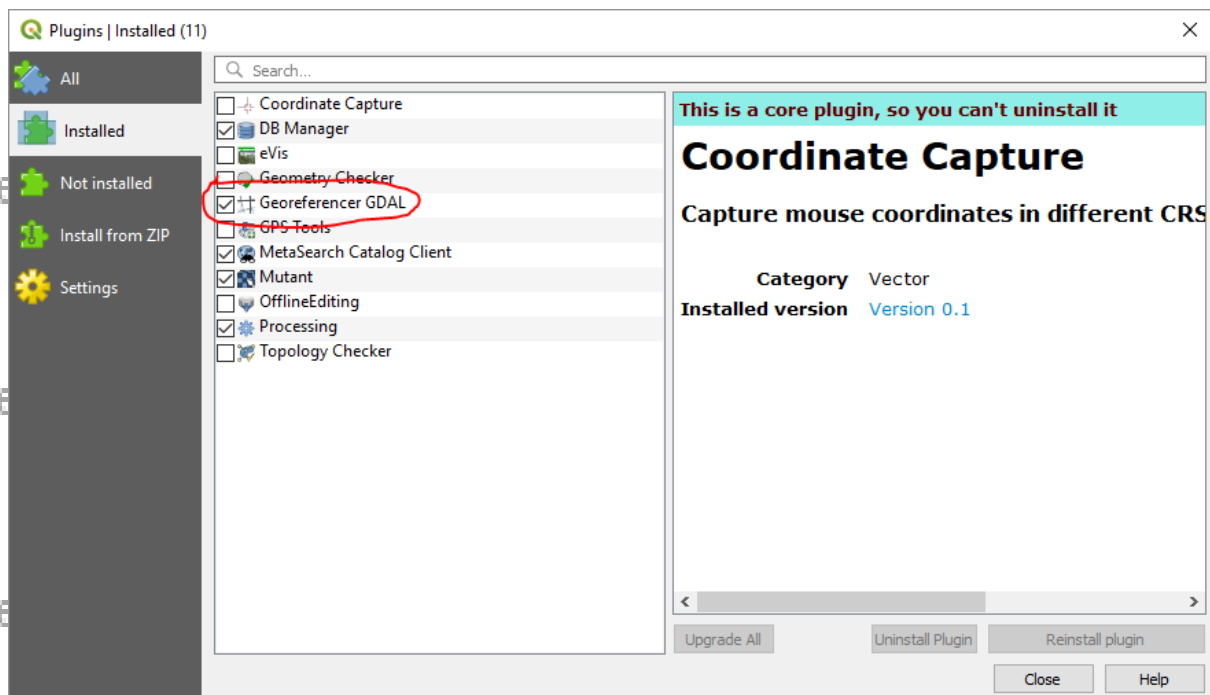 Plugins | Installed (11)
All
Installed
Not installed
Install from ZIP
Settings
Search...
Coordinate Capture
DB Manager
eVis
Geometry Checker
Georeferencer GDAL
GPS Tools
MetaSearch Catalog Client
Mutant
OfflineEditing
Processing
Topology Checker
This is a core plugin, so you can't uninstall it
Coordinate Capture
Capture mouse coordinates in different CRS
Category Vector
Installed version Version 0.1
Upgrade All Uninstall Plugin Reinstall plugin
Close Help